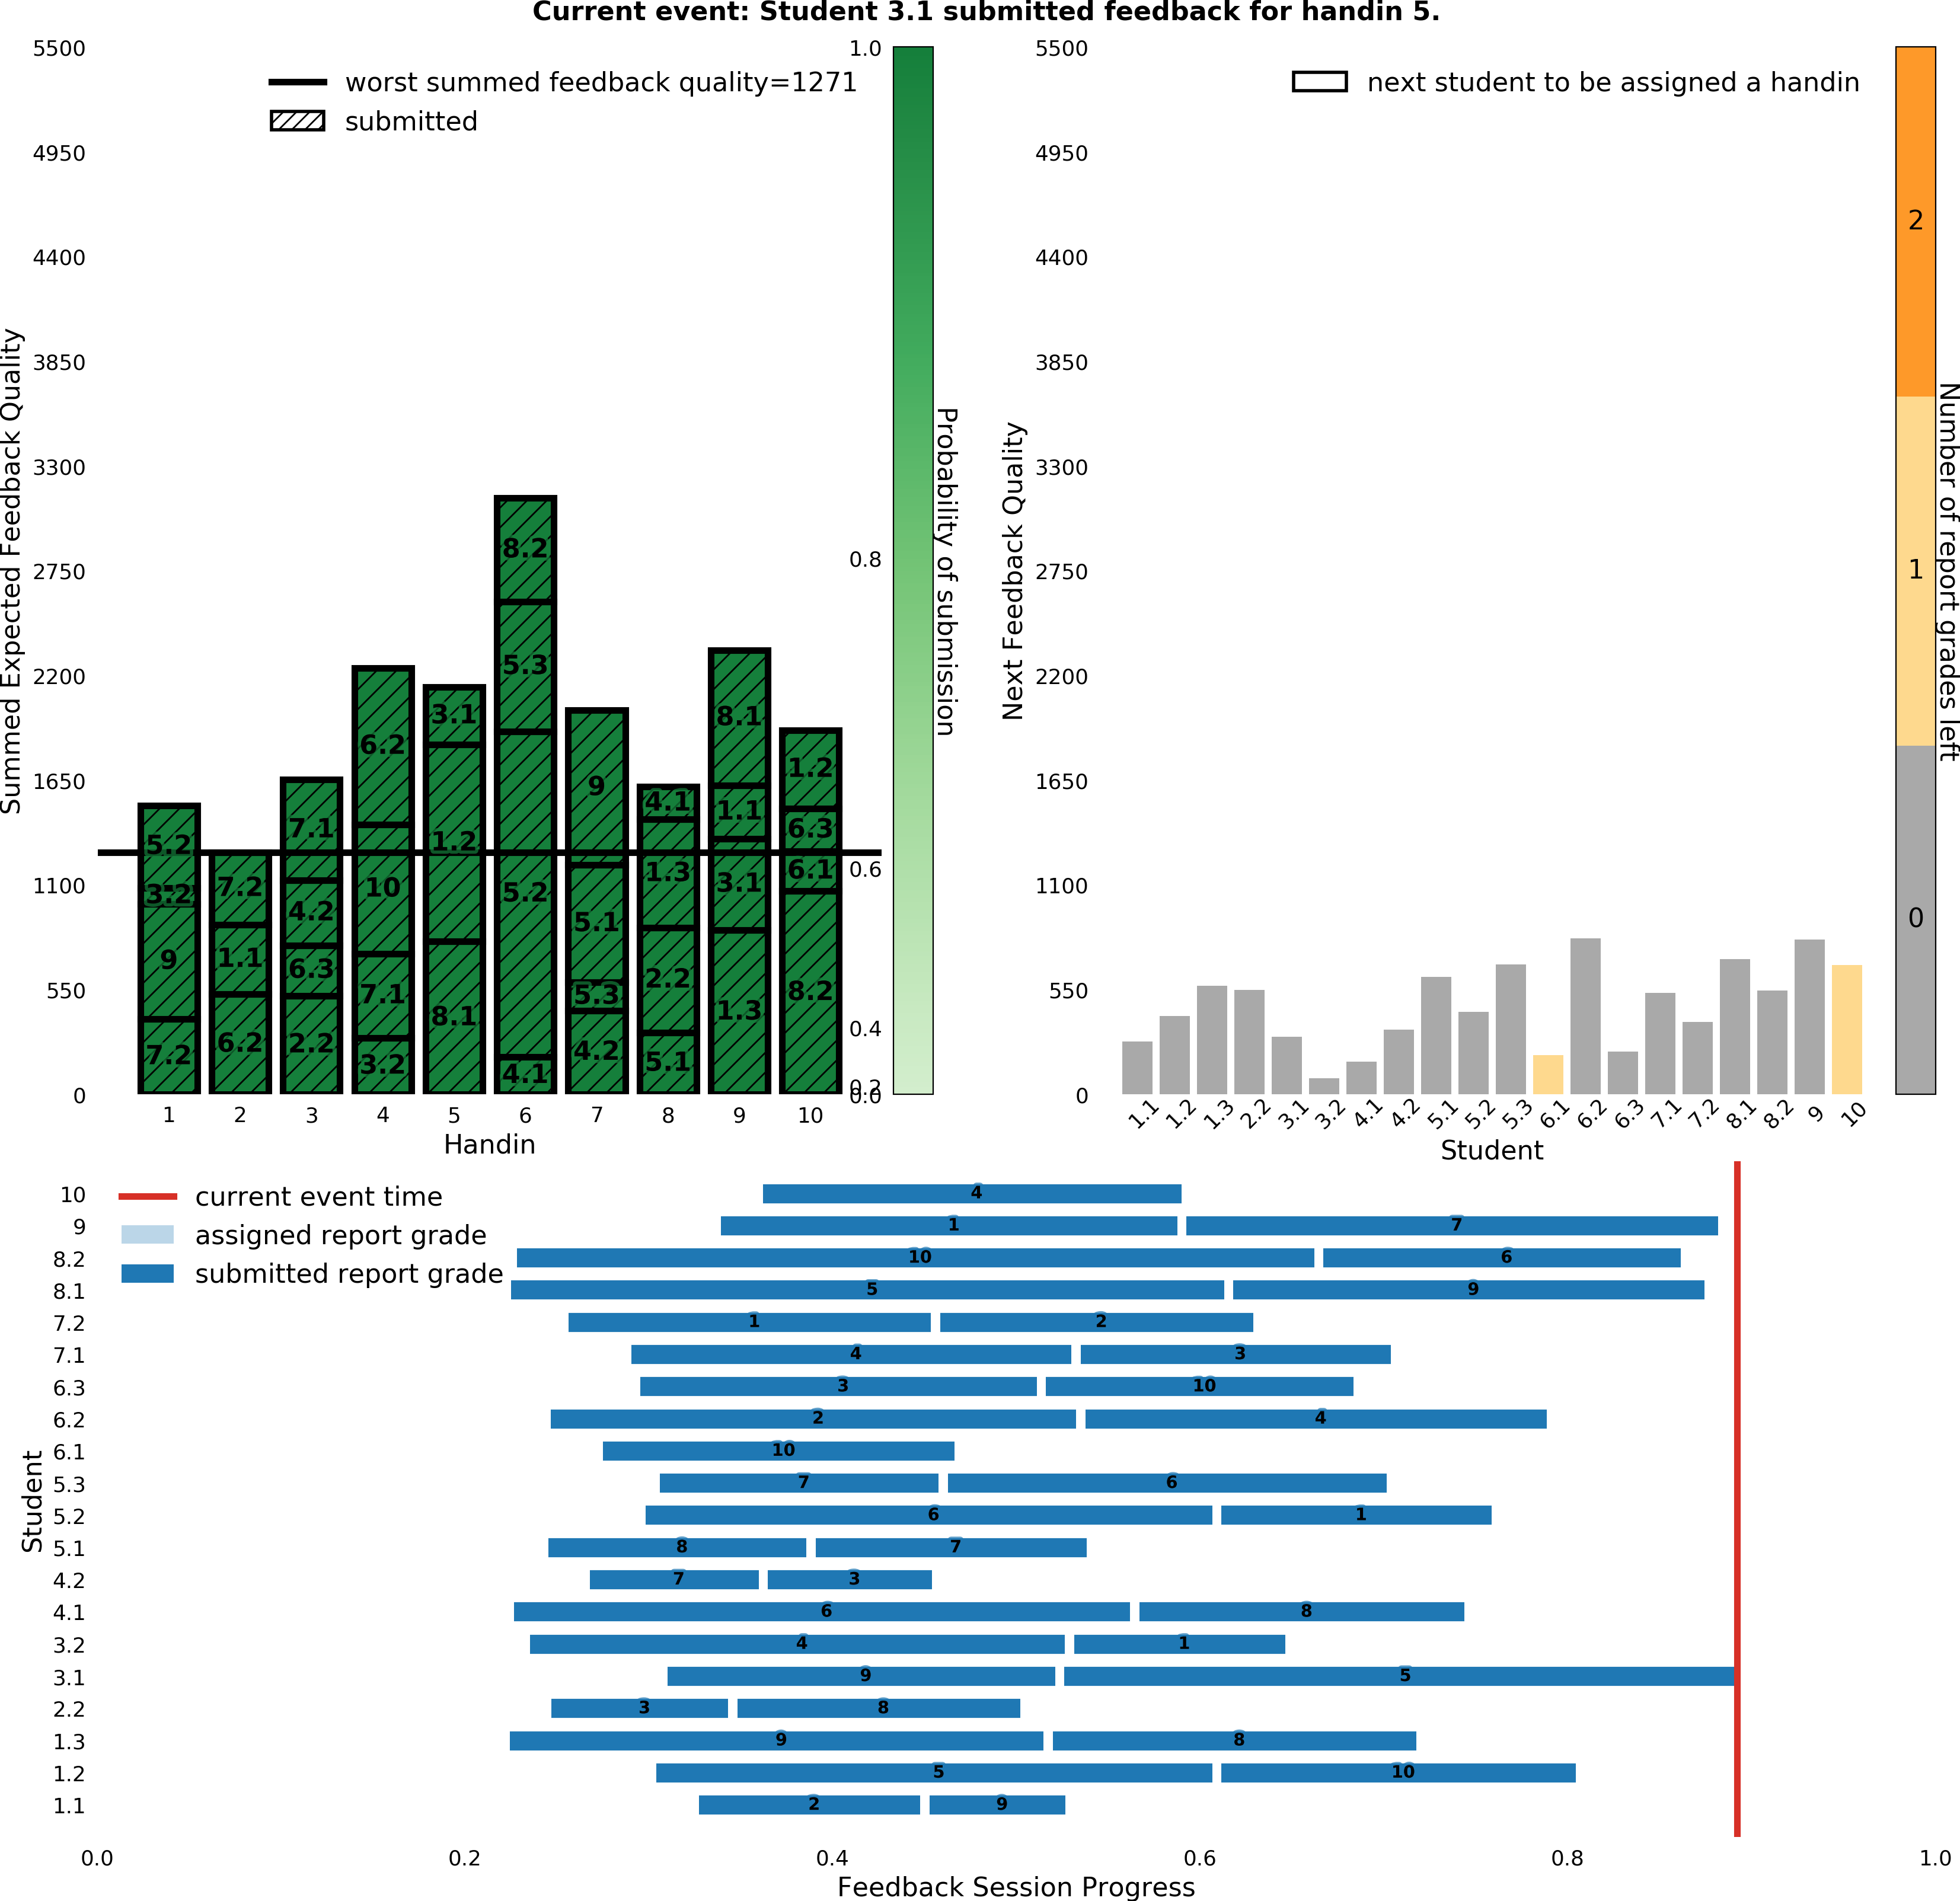 Current event: Student 3.1 submitted feedback for handin 5.
5500
4950
4400
3850
3300
2750
2200
1650
1100
550
0
Summed Expected Feedback Quality
worst summed feedback quality=1271
submitted
5.2
3.2
9
7.2
7.2
1.1
6.2
7.1
4.2
6.3
2.2
6.2
10
7.1
3.2
3.1
1.2
8.1
8.2
5.3
5.2
4.1
9
5.1
5.3
4.2
4.1
1.3
2.2
5.1
8.1
1.1
3.1
1.3
1.2
6.3
6.1
8.2
1 2 3 4 5 6 7 8 9 10
Handin
1.0
0.8
0.6
0.4
0.2
0.0
Probability of submission
5500
4950
4400
3850
3300
2750
2200
1650
1100
550
0
Next Feedback Quality
next student to be assigned a handin
1.1 1.2 1.3 2.2 3.1 3.2 4.1 4.2 5.1 5.2 5.3 6.1 6.2 6.3 7.1 7.2 8.1 8.2 9 10
Student
2
1
0
Number of report grades left
current event time
assigned report grade
submitted report grade
Student
10 4
9 1 7
8.2 10 6
8.1 5 9
7.2 1 2
7.1 4 3
6.3 3 10
6.2 2 4
6.1 10
5.3 7 6
5.2 6 1
5.1 8 7
4.2 7 3
4.1 6 8
3.2 4 1
3.1 9 5
2.2 3 8
1.3 9 8
1.2 5 10
1.1 2 9
0.0 0.2 0.4 0.6 0.8 1.0
Feedback Session Progress